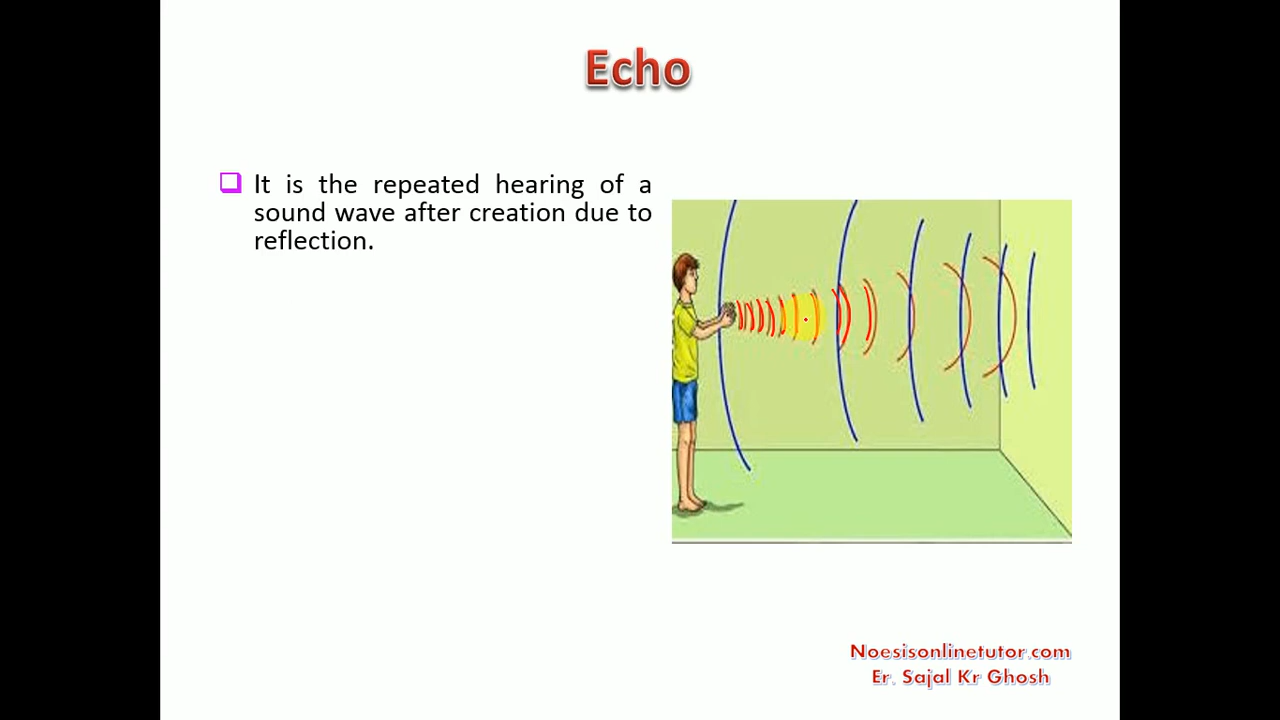 Echo
It is the repeated hearing of a
sound wave after creation due to
reflection.
Noesisonlinetutor.com
Er. Sajal Kr Ghosh